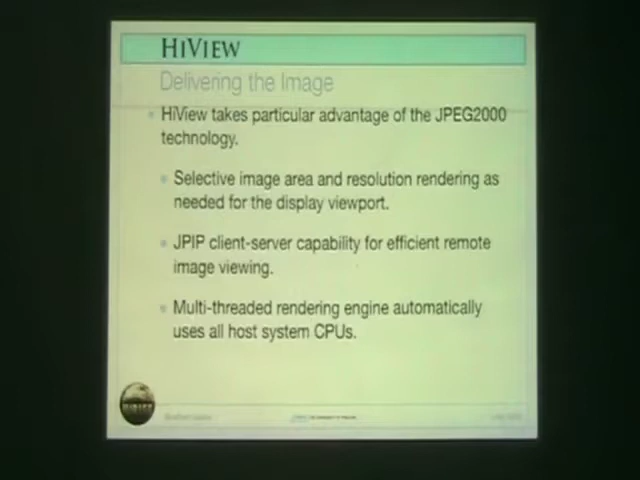 HIVIEW
Delivering the Image
HiView takes particular advantage of the JPEG2000
technology.
Selective image area and resolution rendering as
needed for the display viewport.
JPIP client-server capability for efficient remote
image viewing.
Multi-threaded rendering engine automatically
uses all host system CPUs.
HiRISE